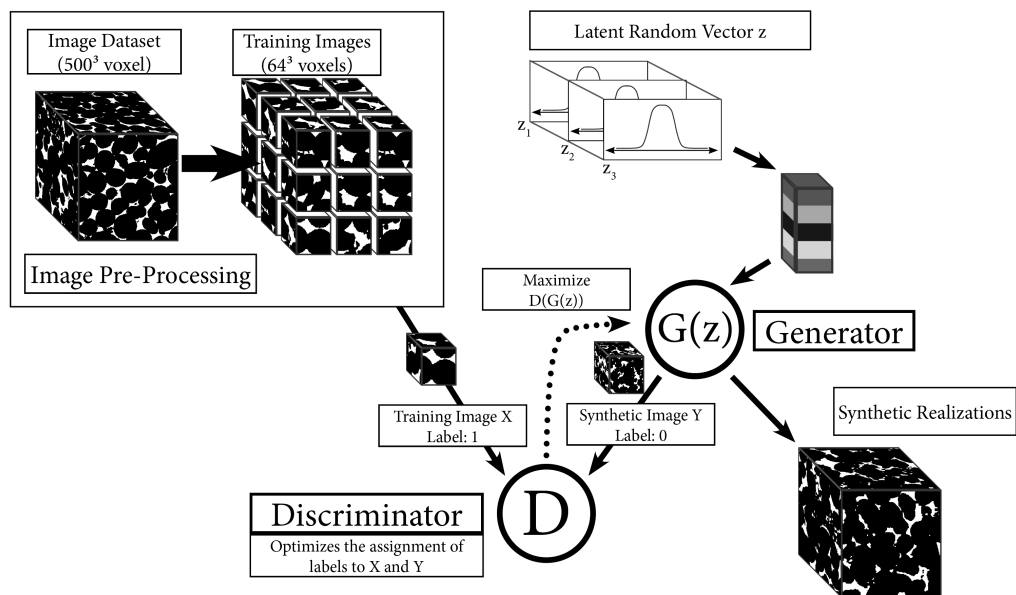 Image Dataset
(500³ voxel)
Training Images
(64³ voxels)
Image Pre-Processing
Latent Random Vector z
z₁
z₂
z₃
Maximize
D(G(z))
G(z)
Generator
Training Image X
Label: 1
Synthetic Image Y
Label: 0
Synthetic Realizations
D
Discriminator
Optimizes the assignment of
labels to X and Y